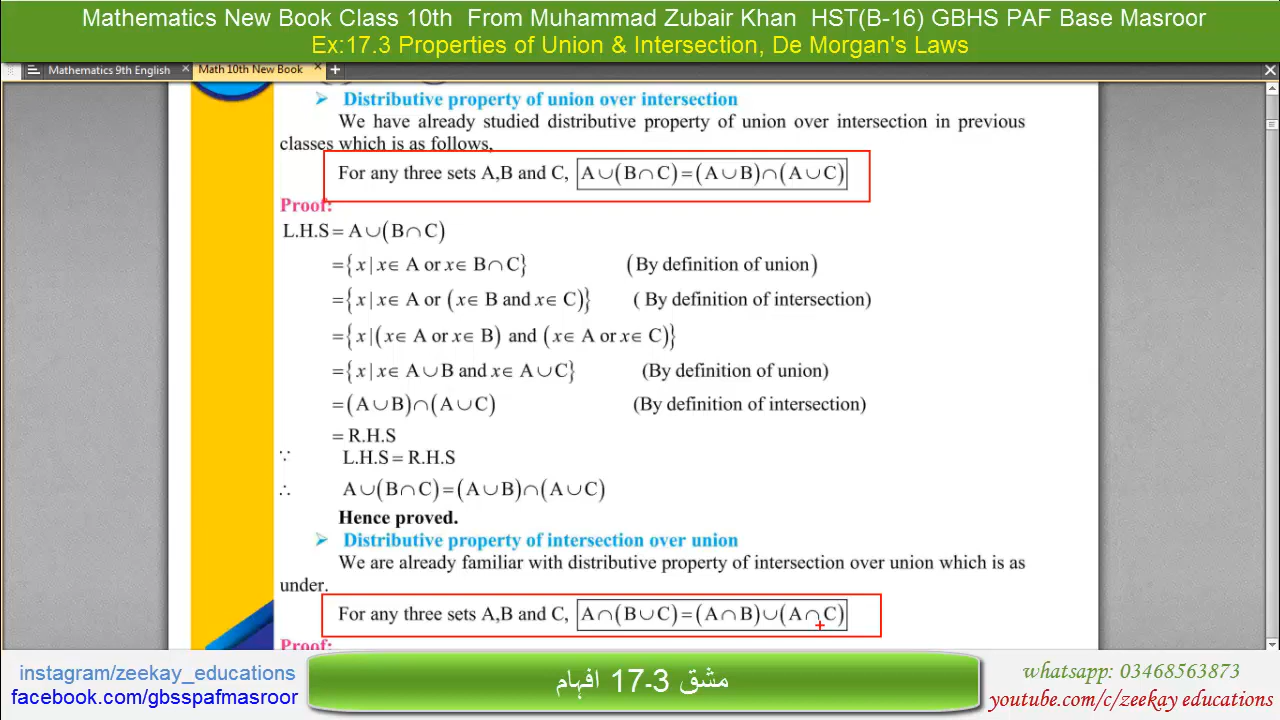 Mathematics New Book Class 10th From Muhammad Zubair Khan HST(B-16) GBHS PAF Base Masroor
Ex:17.3 Properties of Union & Intersection, De Morgan's Laws
Mathematics 9th English × Math 10th New Book × +
➢ Distributive property of union over intersection
We have already studied distributive property of union over intersection in previous
classes which is as follows,
For any three sets A,B and C, A∪(B∩C)=(A∪B)∩(A∪C)
Proof:
L.H.S = A∪(B∩C)
={x|x∈ A or x∈ B∩C} (By definition of union)
={x|x∈ A or (x∈ B and x∈ C)} ( By definition of intersection)
={x|(x∈ A or x∈ B) and (x∈ A or x∈ C)}
={x|x∈ A∪B and x∈ A∪C} (By definition of union)
=(A∪B)∩(A∪C) (By definition of intersection)
= R.H.S
∵ L.H.S = R.H.S
∴ A∪(B∩C)=(A∪B)∩(A∪C)
Hence proved.
➢ Distributive property of intersection over union
We are already familiar with distributive property of intersection over union which is as
under.
For any three sets A,B and C, A∩(B∪C)=(A∩B)∪(A∩C)
Proof:
instagram/zeekay_educations
facebook.com/gbsspafmasroor
مشق 3-17 افہام
whatsapp: 03468563873
youtube.com/c/zeekay educations